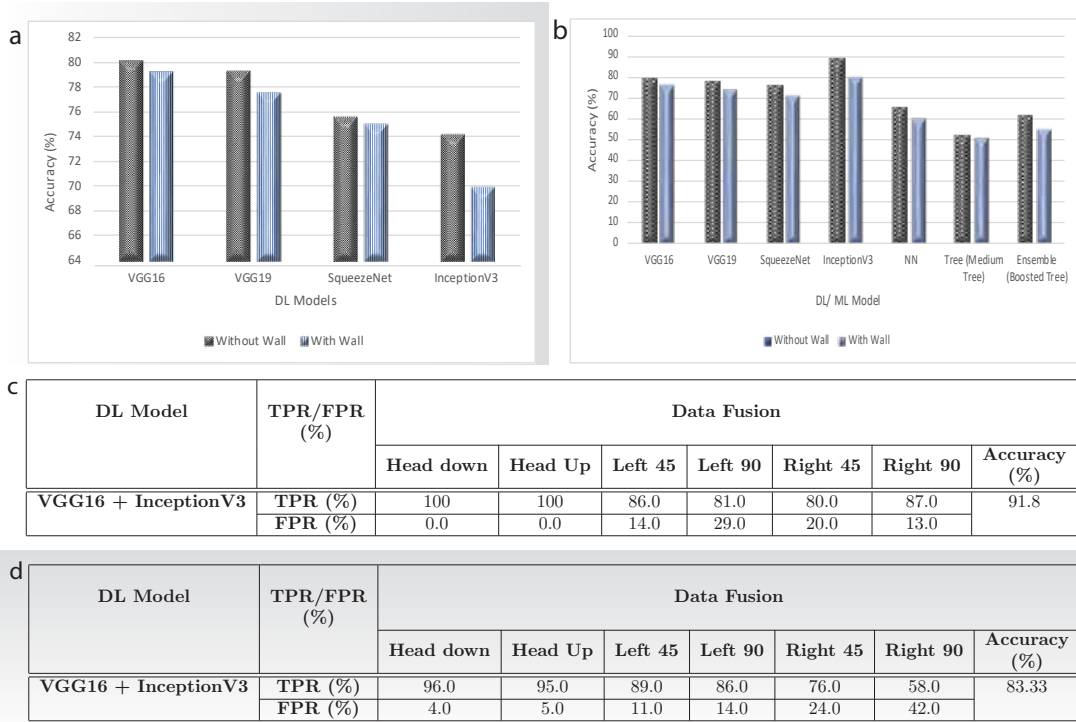 a
82
80
78
76
74
72
70
68
66
64
Accuracy (%)
VGG16 VGG19 SqueezeNet InceptionV3
DL Models
Without Wall With Wall
b
100
90
80
70
60
50
40
30
20
10
0
Accuracy (%)
VGG16 VGG19 SqueezeNet InceptionV3 NN Tree (Medium Tree) Ensemble (Boosted Tree)
DL/ ML Model
Without Wall With Wall
c
DL Model TPR/FPR (%) Data Fusion
Head down Head Up Left 45 Left 90 Right 45 Right 90 Accuracy (%)
VGG16 + InceptionV3 TPR (%) 100 100 86.0 81.0 80.0 87.0 91.8
FPR (%) 0.0 0.0 14.0 29.0 20.0 13.0
d
DL Model TPR/FPR (%) Data Fusion
Head down Head Up Left 45 Left 90 Right 45 Right 90 Accuracy (%)
VGG16 + InceptionV3 TPR (%) 96.0 95.0 89.0 86.0 76.0 58.0 83.33
FPR (%) 4.0 5.0 11.0 14.0 24.0 42.0